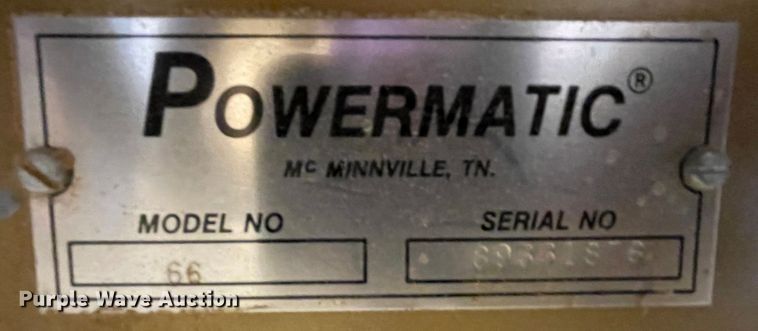 POWERMATIC®
MC MINNVILLE, TN.
MODEL NO SERIAL NO
66
Purple Wave Auction